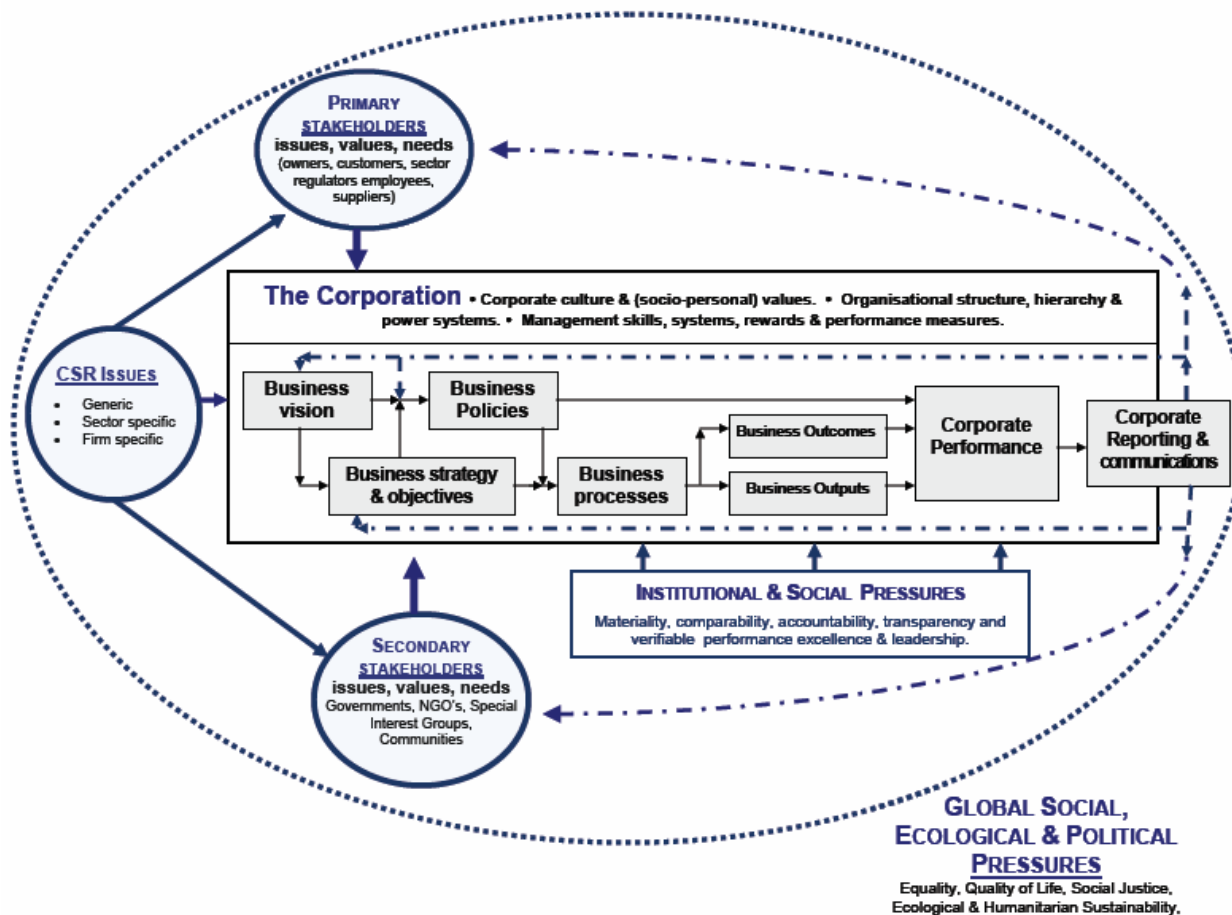 PRIMARY
STAKEHOLDERS
issues, values, needs
(owners, customers, sector
regulators employees,
suppliers)
The Corporation • Corporate culture & (socio-personal) values. • Organisational structure, hierarchy &
power systems. • Management skills, systems, rewards & performance measures.
CSR ISSUES
• Generic
• Sector specific
• Firm specific
Business
vision
Business
Policies
Business strategy
& objectives
Business
processes
Business Outcomes
Business Outputs
Corporate
Performance
Corporate
Reporting &
communications
INSTITUTIONAL & SOCIAL PRESSURES
Materiality, comparability, accountability, transparency and
verifiable performance excellence & leadership.
SECONDARY
STAKEHOLDERS
issues, values, needs
Governments, NGO's, Special
Interest Groups,
Communities
GLOBAL SOCIAL,
ECOLOGICAL & POLITICAL
PRESSURES
Equality, Quality of Life, Social Justice,
Ecological & Humanitarian Sustainability,